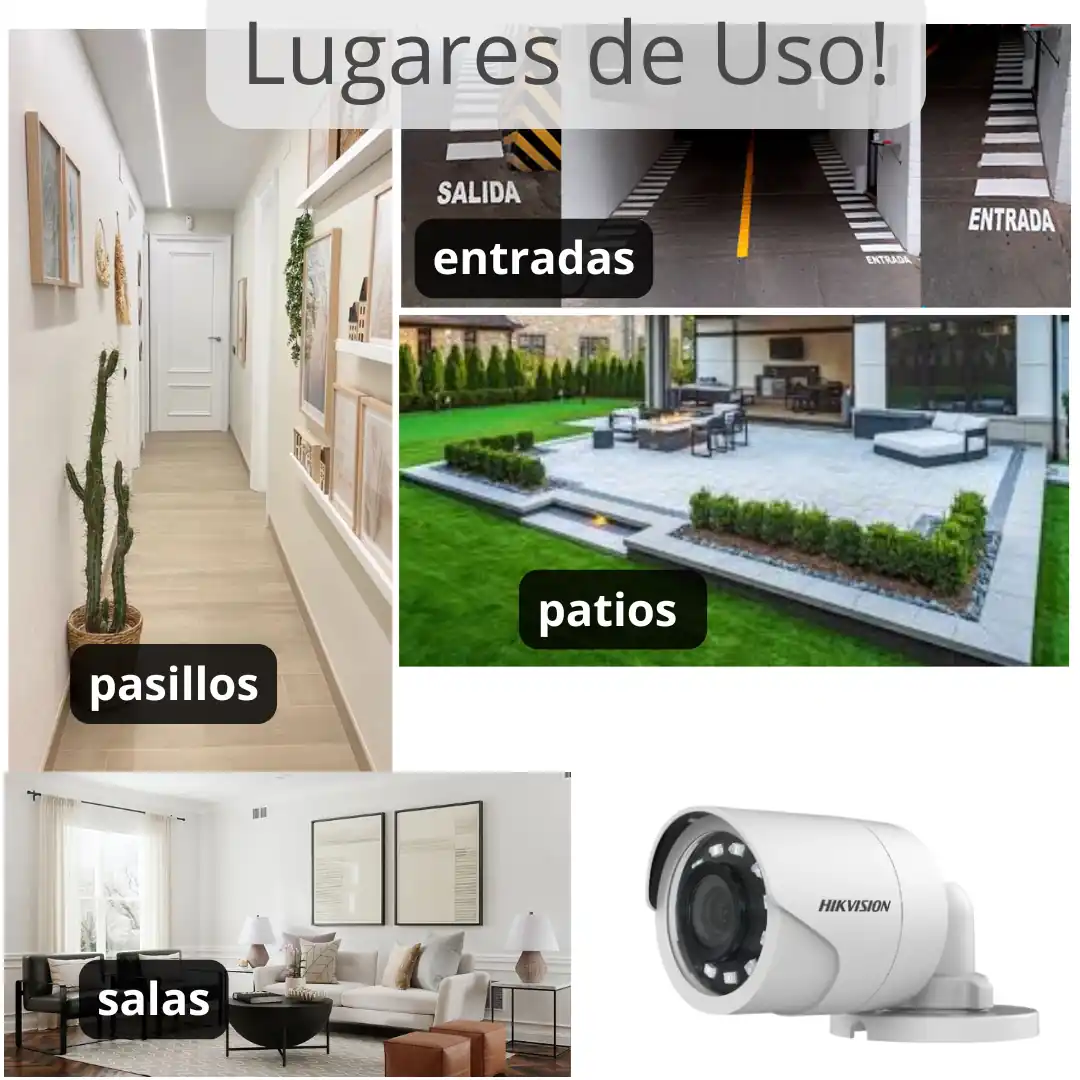 Lugares de Uso!
SALIDA
ENTRADA
ENTRADA
entradas
patios
pasillos
salas
HIKVISION